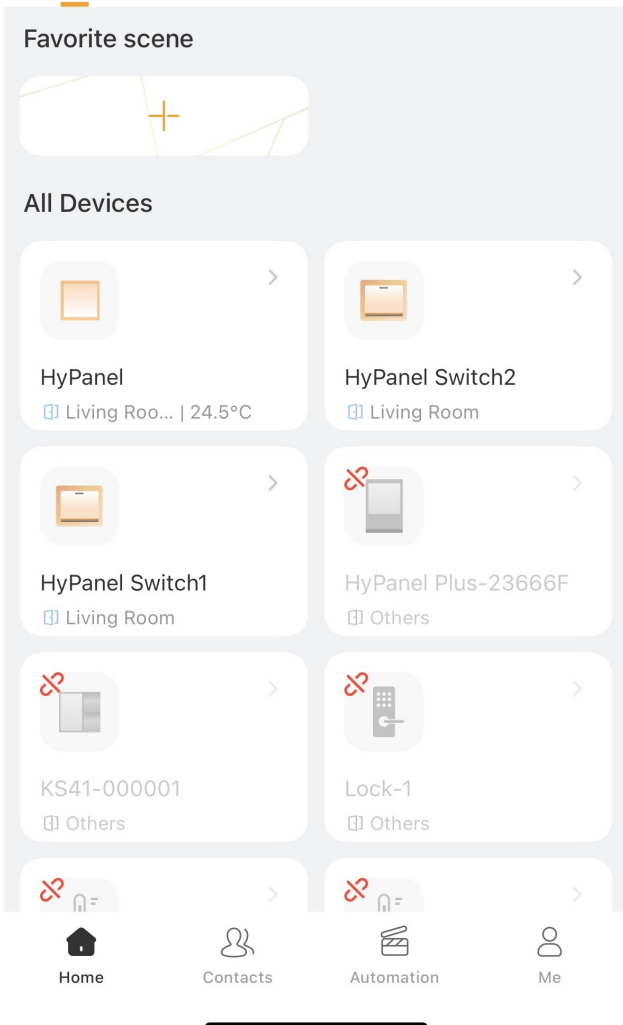 Favorite scene
All Devices
HyPanel
Living Roo... | 24.5°C
HyPanel Switch2
Living Room
HyPanel Switch1
Living Room
HyPanel Plus-23666F
Others
KS41-000001
Others
Lock-1
Others
Home
Contacts
Automation
Me